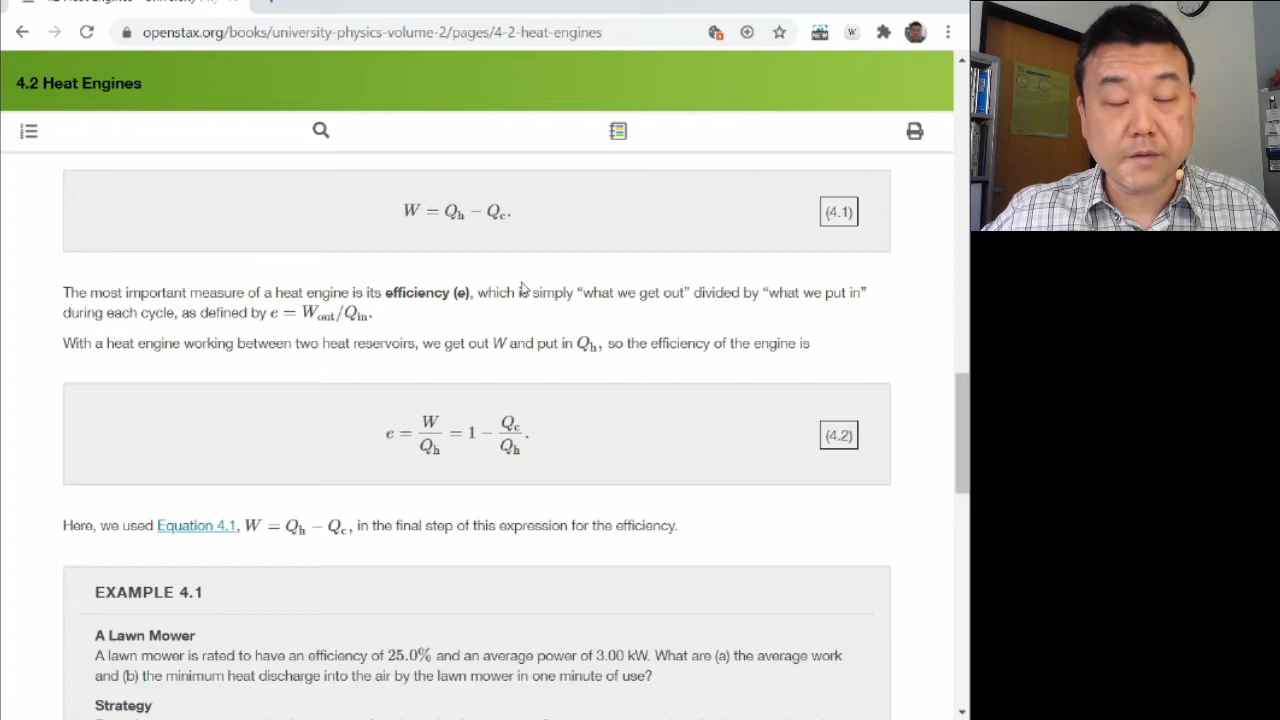 4.2 Heat Engines - University Phy
openstax.org/books/university-physics-volume-2/pages/4-2-heat-engines
NEW
W
4.2 Heat Engines
W = Qh − Qc. (4.1)
The most important measure of a heat engine is its efficiency (e), which is simply “what we get out” divided by “what we put in”
during each cycle, as defined by e = Wout/Qin.
With a heat engine working between two heat reservoirs, we get out W and put in Qh, so the efficiency of the engine is
e = W/Qh = 1 − Qc/Qh. (4.2)
Here, we used Equation 4.1, W = Qh − Qc, in the final step of this expression for the efficiency.
EXAMPLE 4.1
A Lawn Mower
A lawn mower is rated to have an efficiency of 25.0% and an average power of 3.00 kW. What are (a) the average work
and (b) the minimum heat discharge into the air by the lawn mower in one minute of use?
Strategy